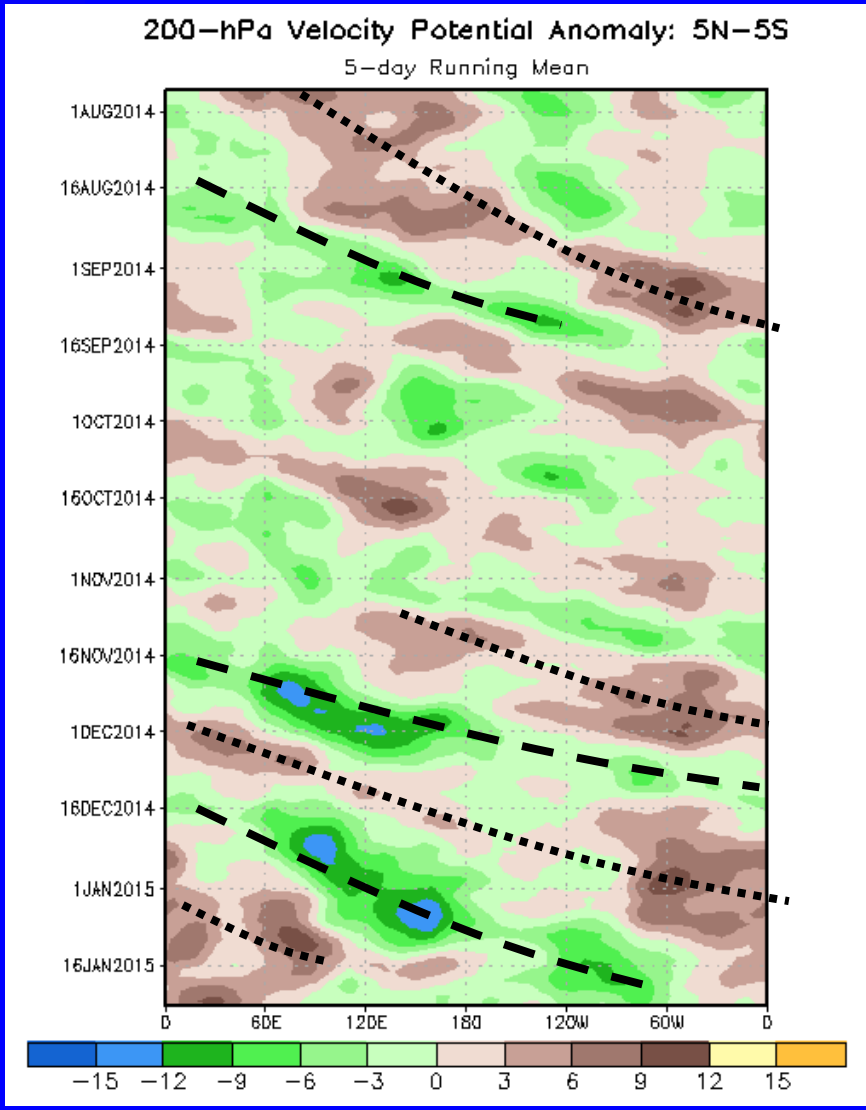 200-hPa Velocity Potential Anomaly: 5N-5S
5-day Running Mean
1AUG2014
16AUG2014
1SEP2014
16SEP2014
1OCT2014
16OCT2014
1NOV2014
16NOV2014
1DEC2014
16DEC2014
1JAN2015
16JAN2015
0 60E 120E 180 120W 60W 0
-15 -12 -9 -6 -3 0 3 6 9 12 15